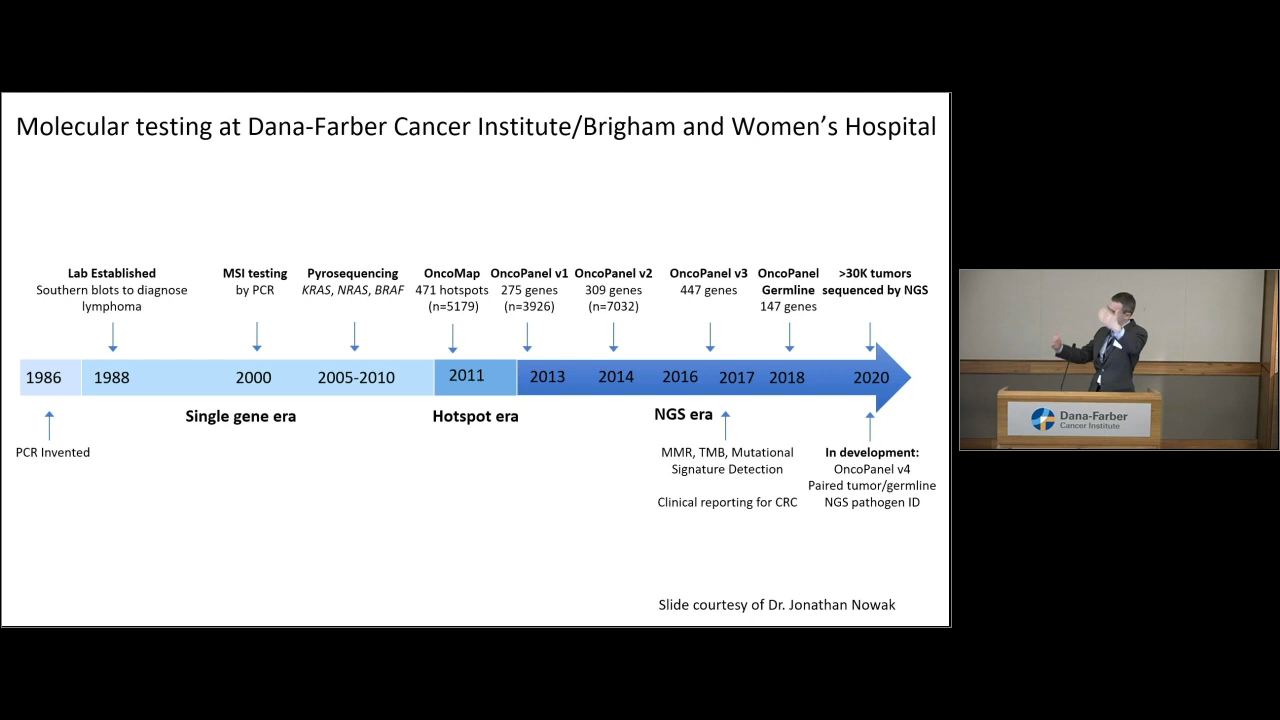 Molecular testing at Dana-Farber Cancer Institute/Brigham and Women's Hospital
Lab Established
Southern blots to diagnose
lymphoma
MSI testing
by PCR
Pyrosequencing
KRAS, NRAS, BRAF
OncoMap
471 hotspots
(n=5179)
OncoPanel v1
275 genes
(n=3926)
OncoPanel v2
309 genes
(n=7032)
OncoPanel v3
447 genes
OncoPanel
Germline
147 genes
>30K tumors
sequenced by NGS
1986
1988
2000
2005-2010
2011
2013
2014
2016
2017
2018
2020
Single gene era
Hotspot era
NGS era
PCR Invented
MMR, TMB, Mutational
Signature Detection
Clinical reporting for CRC
In development:
OncoPanel v4
Paired tumor/germline
NGS pathogen ID
Slide courtesy of Dr. Jonathan Nowak
Dana-Farber
Cancer Institute